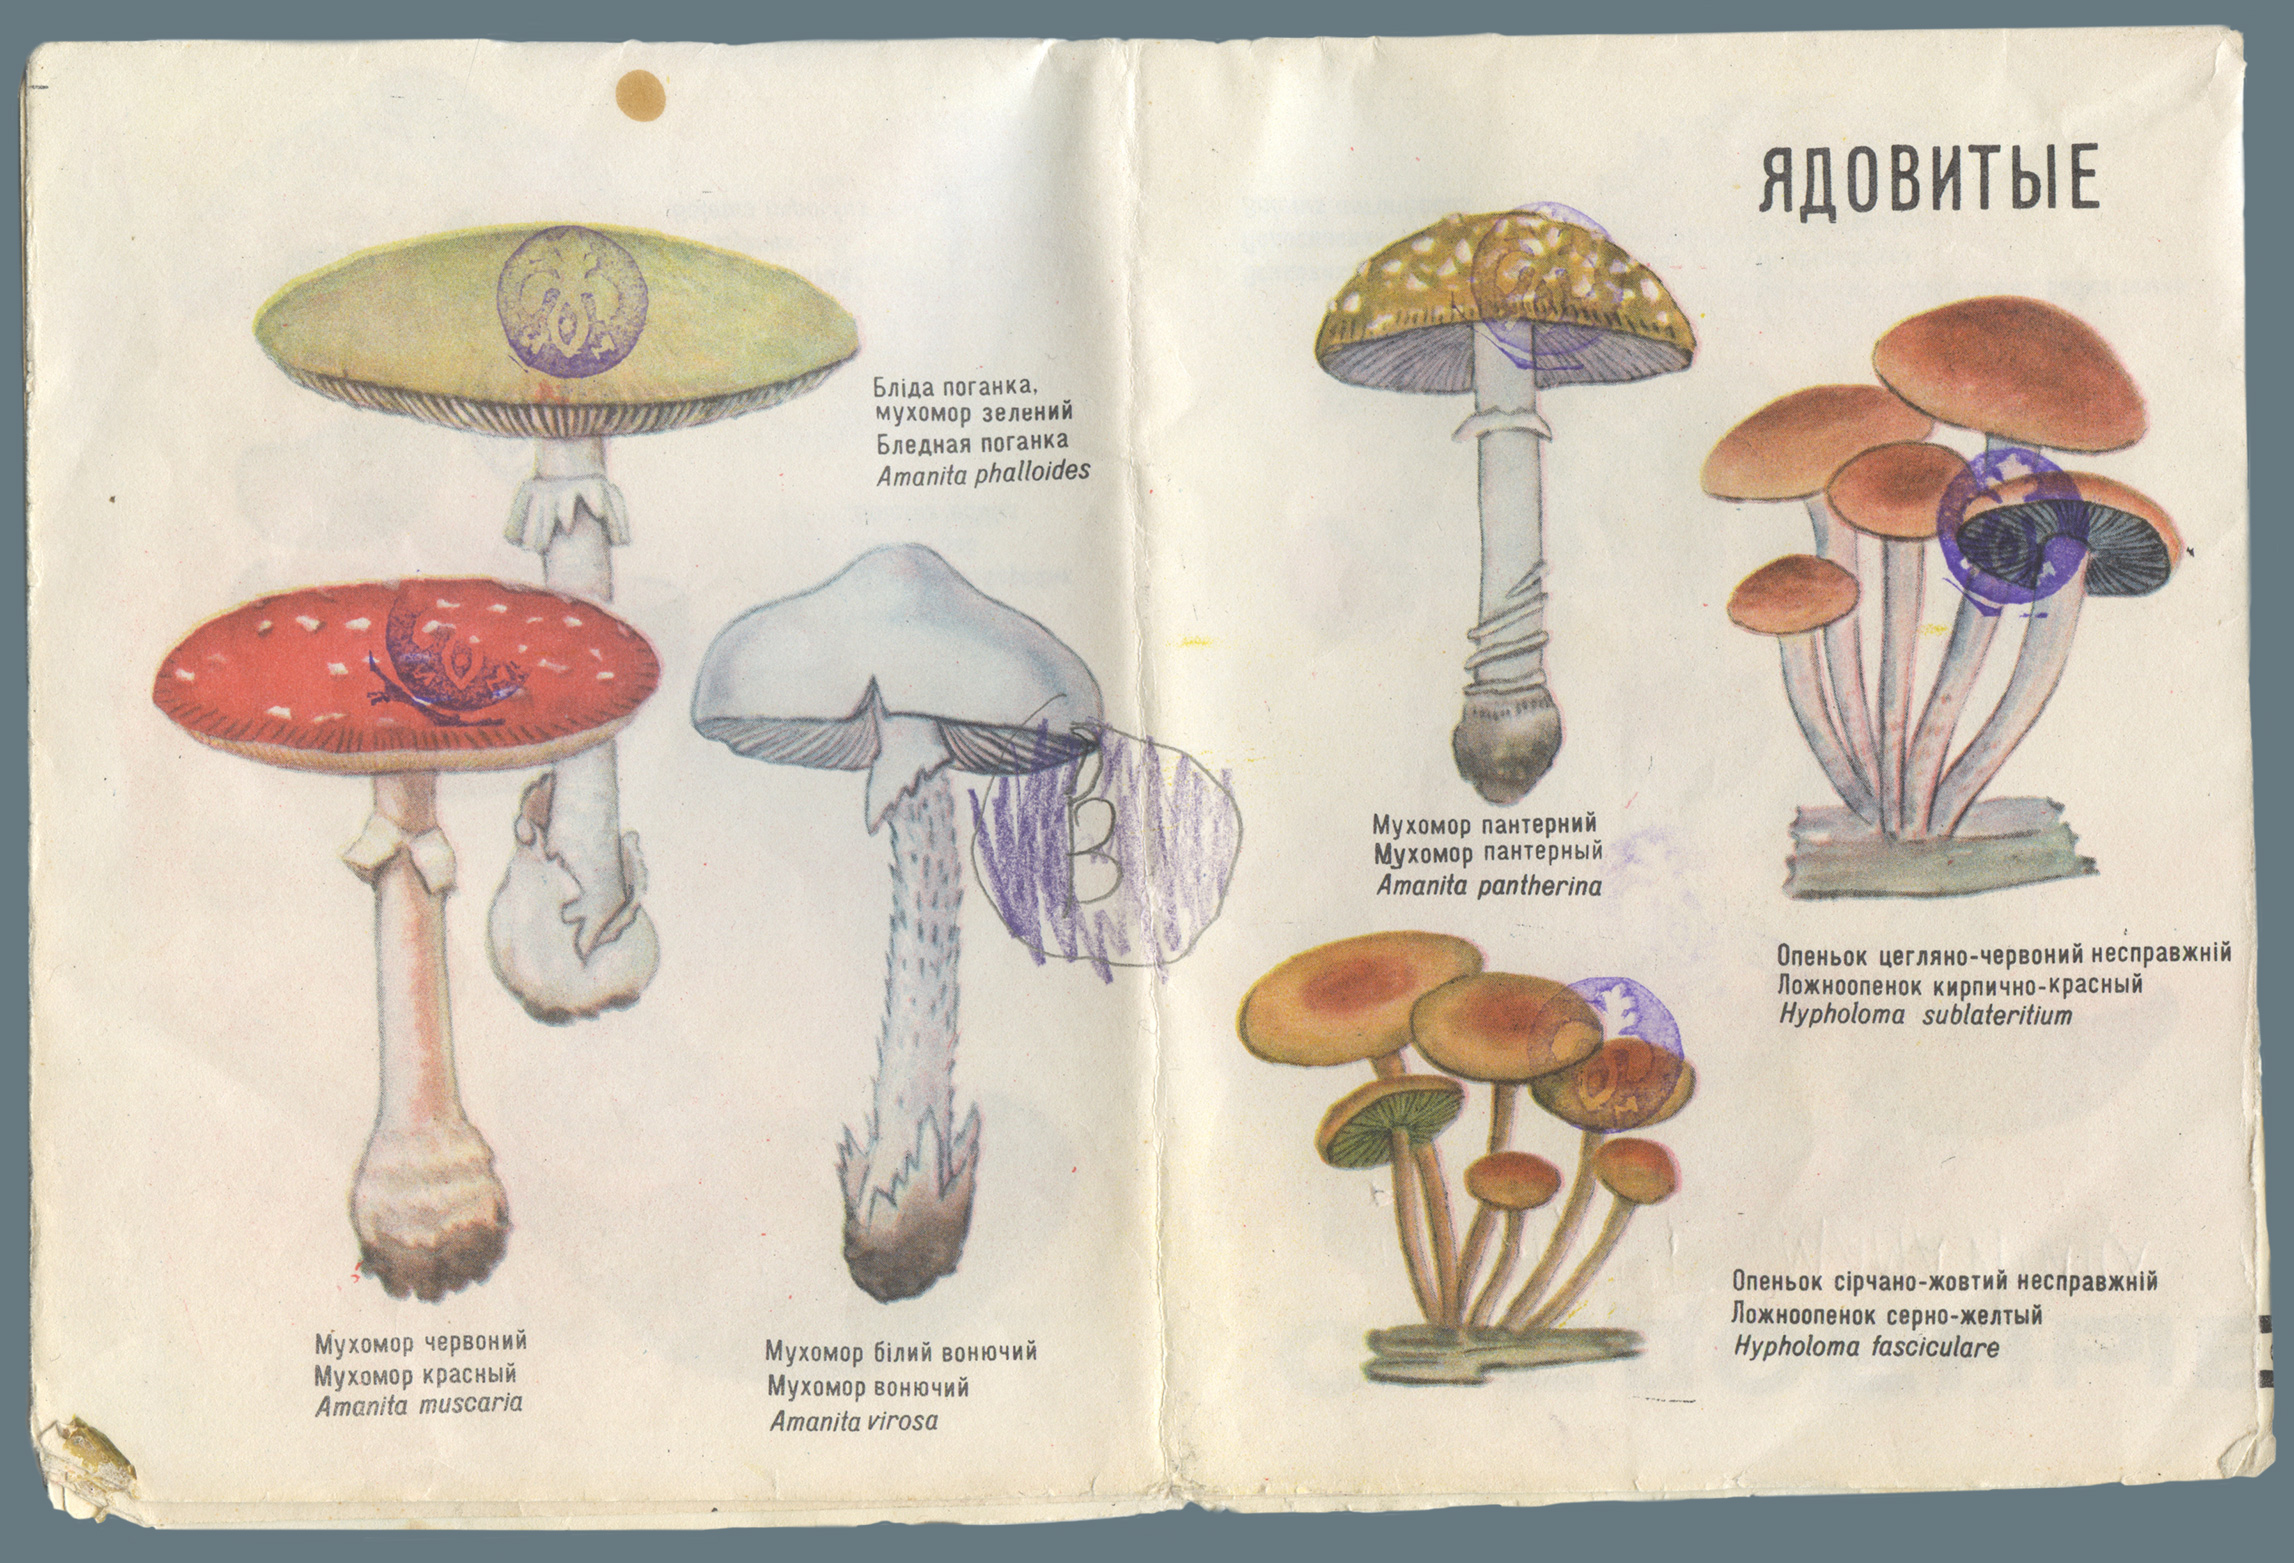 Бліда поганка,
мухомор зелений
Бледная поганка
Amanita phalloides
Мухомор червоний
Мухомор красный
Amanita muscaria
Мухомор білий вонючий
Мухомор вонючий
Amanita virosa
ЯДОВИТЫЕ
Мухомор пантерний
Мухомор пантерный
Amanita pantherina
Опеньок цегляно-червоний несправжній
Ложноопенок кирпично-красный
Hypholoma sublateritium
Опеньок сірчано-жовтий несправжній
Ложноопенок серно-желтый
Hypholoma fasciculare